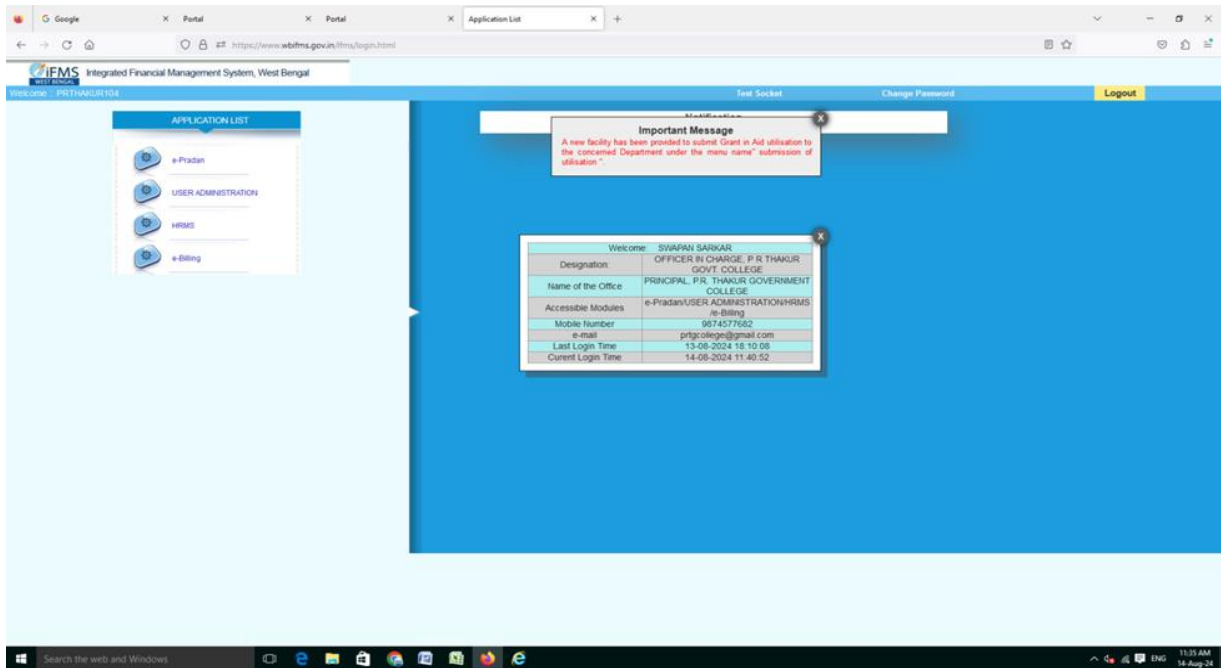 Google
Portal
Portal
Application List
https://www.wbifms.gov.in/ifms/login.html
iFMS Integrated Financial Management System, West Bengal
WEST BENGAL
Welcome : PRTHAKUR104
Test Socket
Change Password
Logout
APPLICATION LIST
e-Pradan
USER ADMINISTRATION
HRMS
e-Billing
Notification
X
Important Message
A new facility has been provided to submit Grant in Aid utilisation to
the concerned Department under the menu name" submission of
utilisation ".
X
Welcome: SWAPAN SARKAR
Designation: OFFICER IN CHARGE, P R THAKUR
GOVT. COLLEGE
Name of the Office PRINCIPAL, P.R. THAKUR GOVERNMENT
COLLEGE
Accessible Modules e-Pradan/USER ADMINISTRATION/HRMS
/e-Billing
Mobile Number 9874577682
e-mail prtgcollege@gmail.com
Last Login Time 13-08-2024 18:10:08
Curent Login Time 14-08-2024 11:40:52
Search the web and Windows
ENG
11:35 AM
14-Aug-24